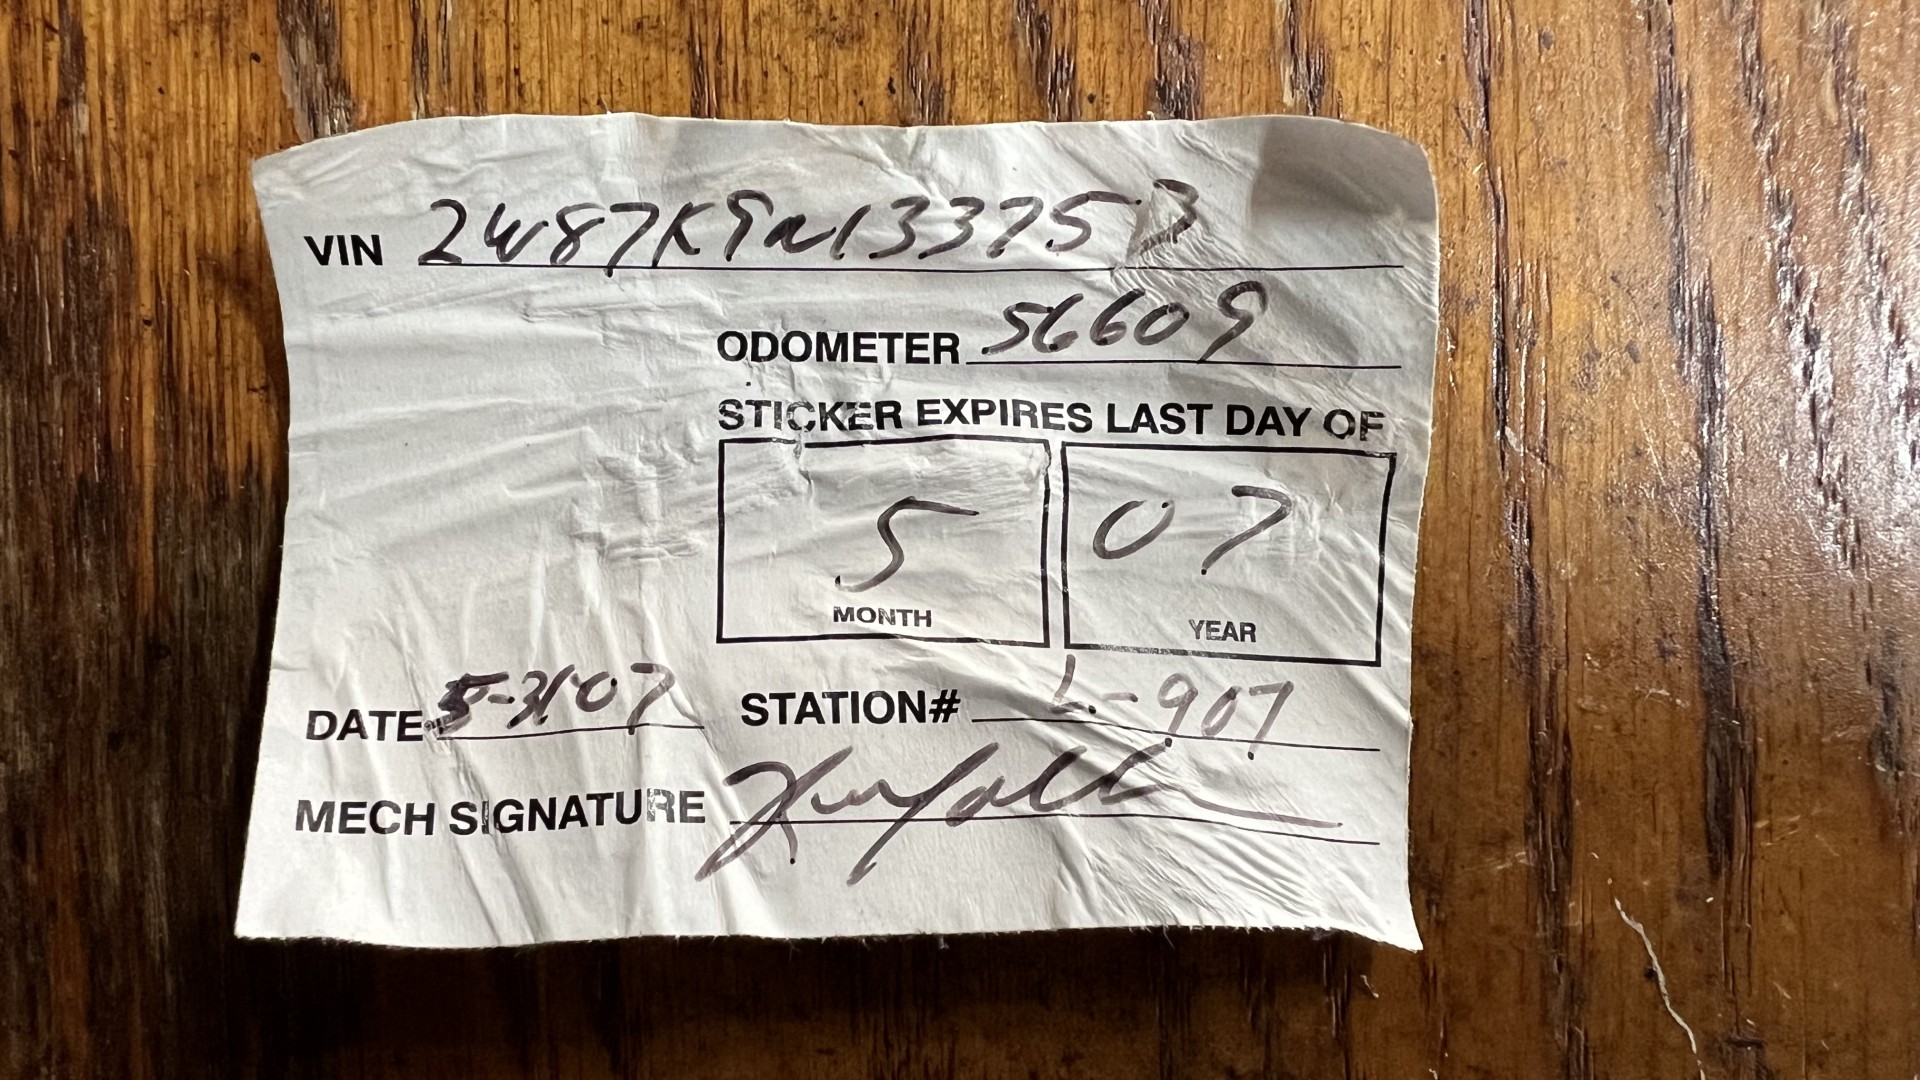 VIN 2W87K9N13375B
ODOMETER 56609
STICKER EXPIRES LAST DAY OF
5 07
MONTH YEAR
DATE 5-31-07 STATION# L-907
MECH SIGNATURE